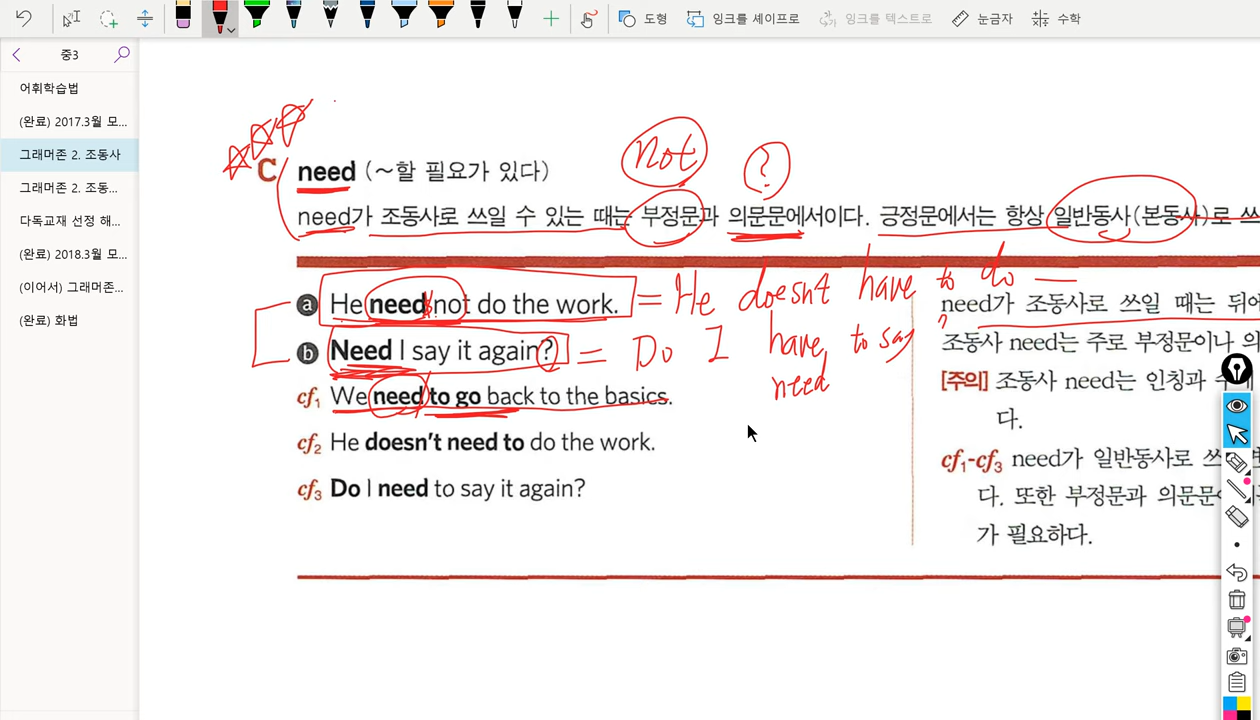 도형
잉크를 셰이프로
잉크를 텍스트로
눈금자
수학
중3
어휘학습법
(완료) 2017.3월 모...
그래머존 2. 조동사
그래머존 2. 조동...
다독교재 선정 해...
(완료) 2018.3월 모...
(이어서) 그래머존...
(완료) 화법
not
?
C need (~할 필요가 있다)
need가 조동사로 쓰일 수 있는 때는 부정문과 의문문에서이다. 긍정문에서는 항상 일반동사(본동사)로 쓰
a He need not do the work. = He doesn't have to do
b Need I say it again? = Do I have to say ?
need
cf1 We need to go back to the basics.
cf2 He doesn't need to do the work.
cf3 Do I need to say it again?
need가 조동사로 쓰일 때는 뒤어
조동사 need는 주로 부정문이나 의
[주의] 조동사 need는 인칭과
다.
cf1-cf3 need가 일반동사로
다. 또한 부정문과 의문문
가 필요하다.